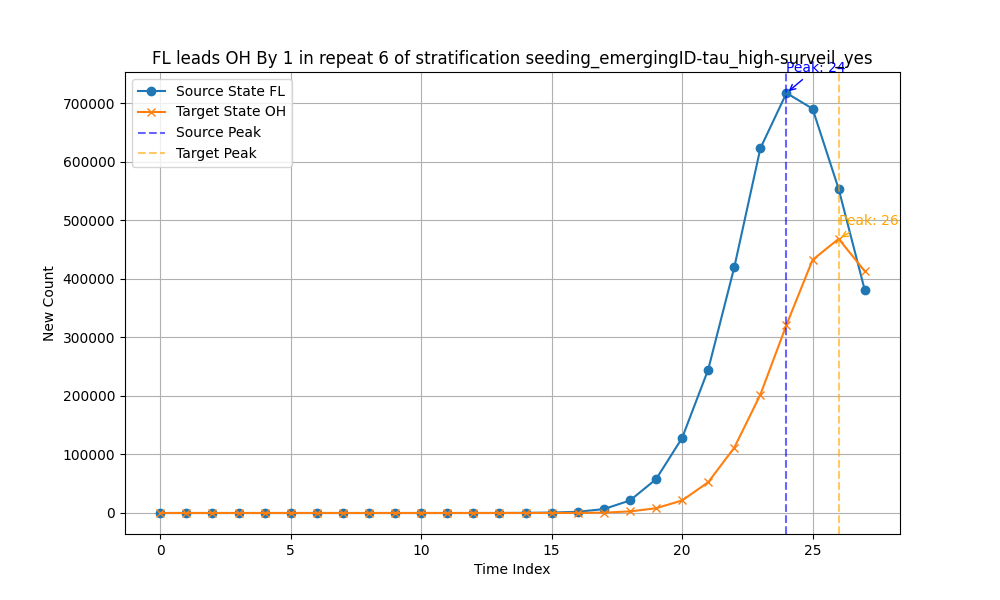 FL leads OH By 1 in repeat 6 of stratification seeding_emergingID-tau_high-surveil_yes
Peak: 24
Source State FL
Target State OH
Source Peak
Target Peak
Peak: 26
700000
600000
500000
400000
300000
200000
100000
0
New Count
0 5 10 15 20 25
Time Index